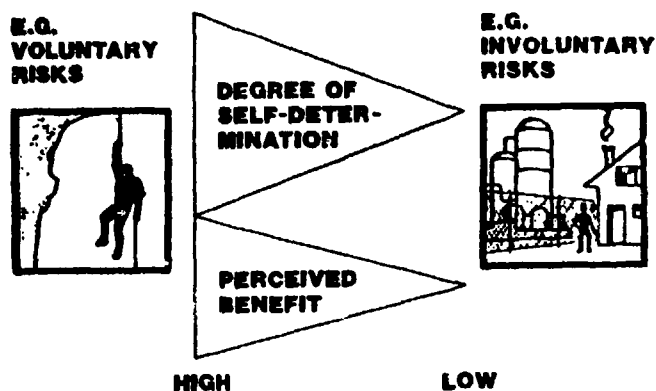 E.G.
VOLUNTARY
RISKS
E.G.
INVOLUNTARY
RISKS
DEGREE OF
SELF-DETER-
MINATION
PERCEIVED
BENEFIT
HIGH
LOW